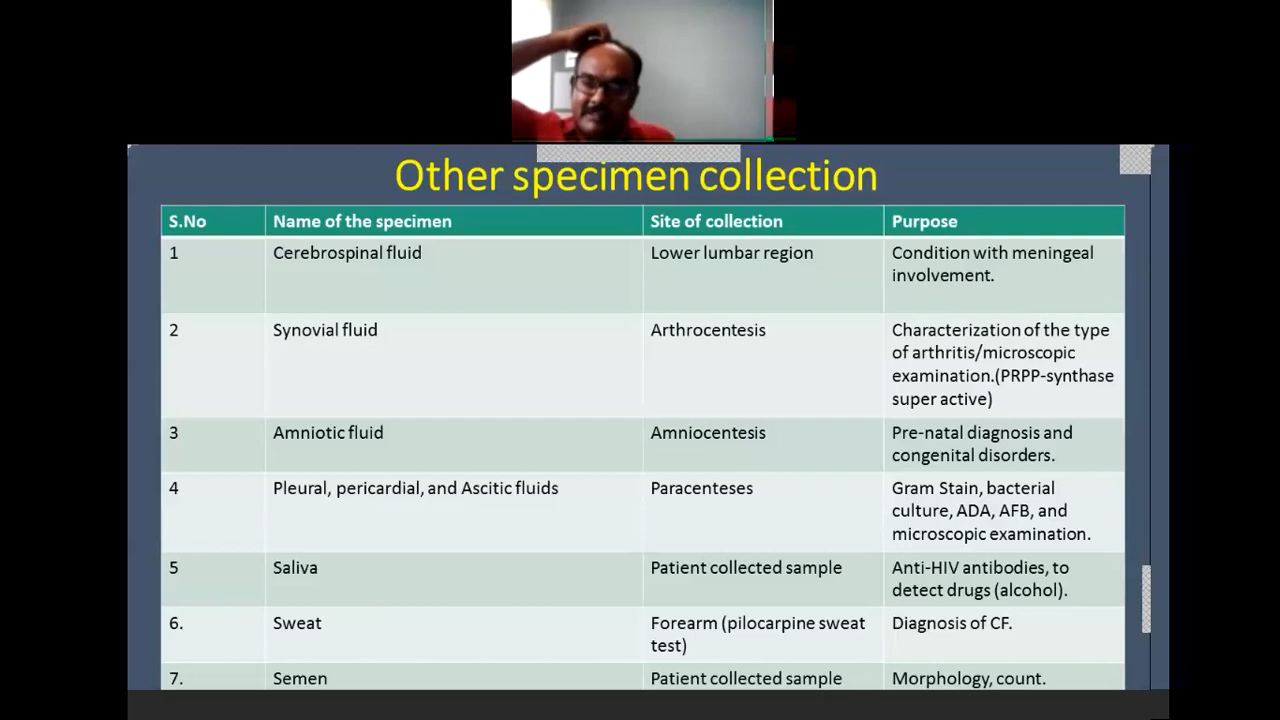 Other specimen collection
S.No Name of the specimen Site of collection Purpose
1 Cerebrospinal fluid Lower lumbar region Condition with meningeal
involvement.
2 Synovial fluid Arthrocentesis Characterization of the type
of arthritis/microscopic
examination.(PRPP-synthase
super active)
3 Amniotic fluid Amniocentesis Pre-natal diagnosis and
congenital disorders.
4 Pleural, pericardial, and Ascitic fluids Paracenteses Gram Stain, bacterial
culture, ADA, AFB, and
microscopic examination.
5 Saliva Patient collected sample Anti-HIV antibodies, to
detect drugs (alcohol).
6. Sweat Forearm (pilocarpine sweat Diagnosis of CF.
test)
7. Semen Patient collected sample Morphology, count.